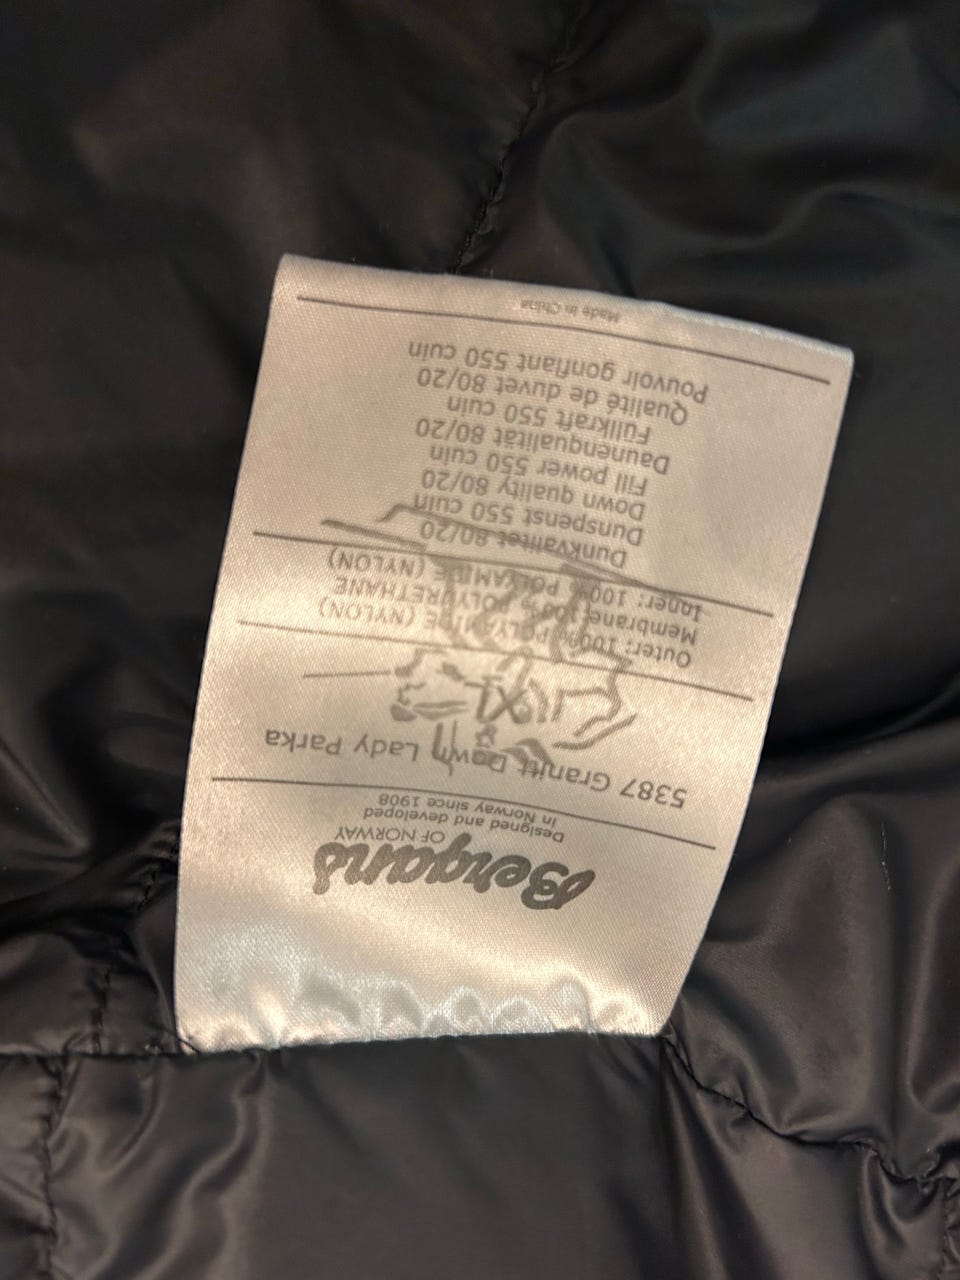 Bergans
OF NORWAY
Designed and developed
in Norway since 1908
5387 Granitt Down Lady Parka
XL
Outer: 100% POLYAMIDE (NYLON)
Membrane: 100% POLYURETHANE
Inner: 100% POLYAMIDE (NYLON)
Dunkvalitet 80/20
Dunspenst 550 cuin
Down quality 80/20
Fill power 550 cuin
Daunenqualität 80/20
Füllkraft 550 cuin
Qualité de duvet 80/20
Pouvoir gonflant 550 cuin
Made in China